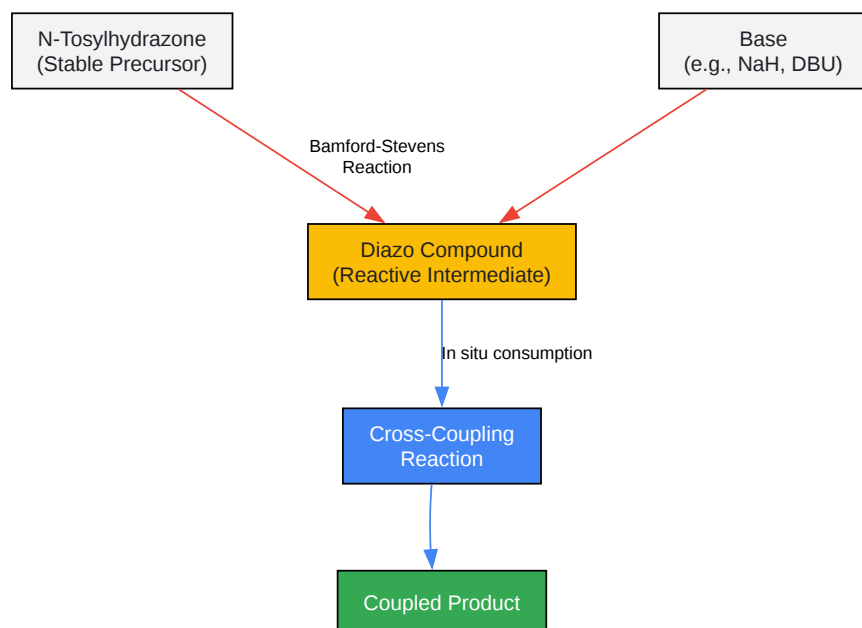 N-Tosylhydrazone
(Stable Precursor)
Base
(e.g., NaH, DBU)
Bamford-Stevens
Reaction
Diazo Compound
(Reactive Intermediate)
In situ consumption
Cross-Coupling
Reaction
Coupled Product